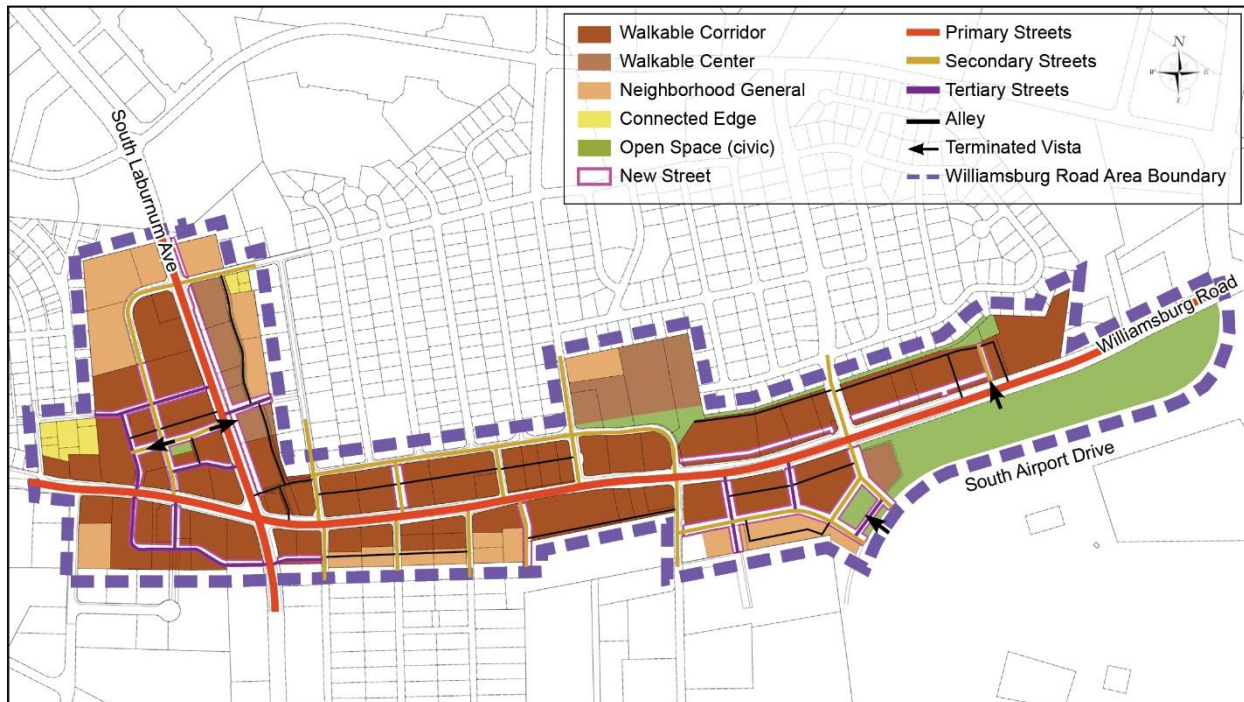 Walkable Corridor
Walkable Center
Neighborhood General
Connected Edge
Open Space (civic)
New Street
Primary Streets
Secondary Streets
Tertiary Streets
Alley
Terminated Vista
Williamsburg Road Area Boundary
N
W
E
S
South Laburnum Ave
Williamsburg Road
South Airport Drive